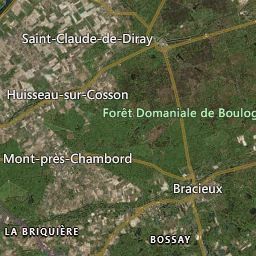 Saint-Claude-de-Diray
Huisseau-sur-Cosson
Forêt Domaniale de Boulog
Mont-près-Chambord
Bracieux
LA BRIQUIÈRE
BOSSAY